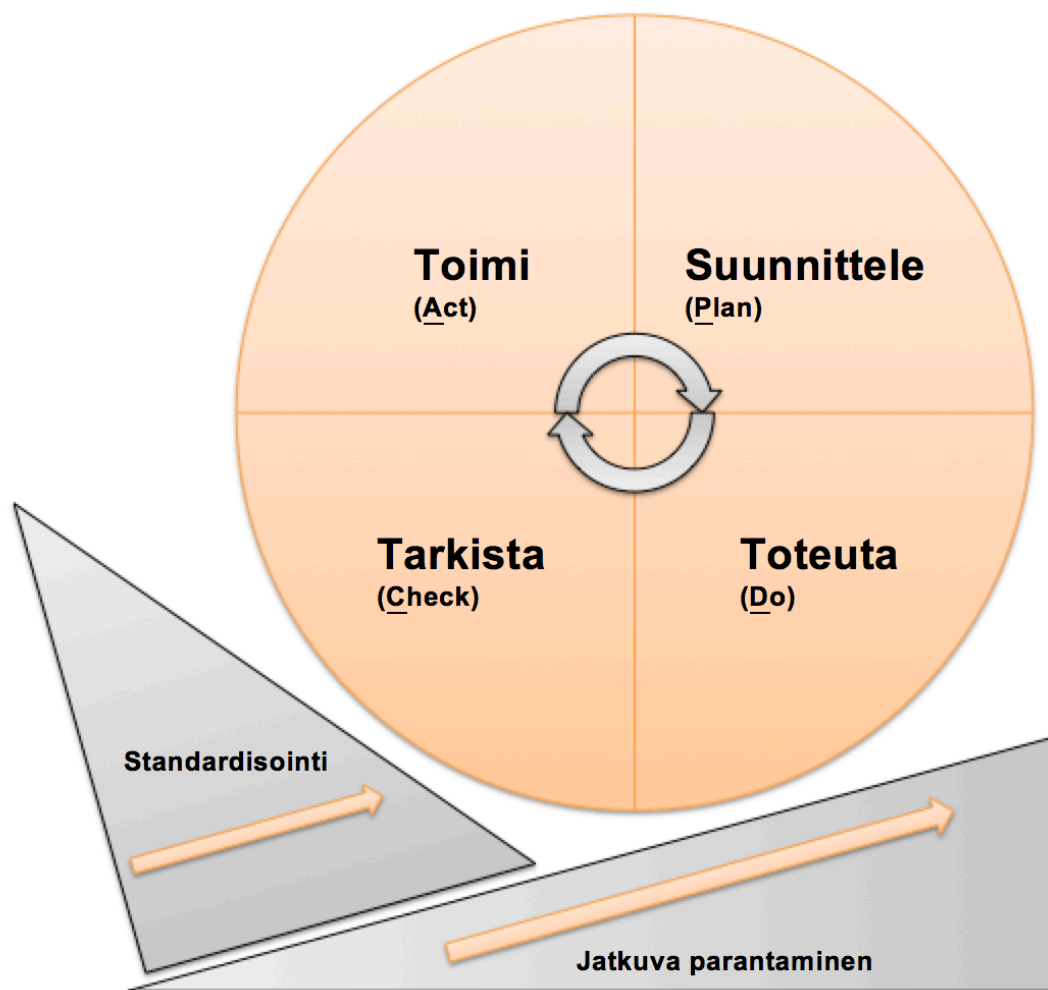 Toimi
(Act)
Suunnittele
(Plan)
Tarkista
(Check)
Toteuta
(Do)
Standardisointi
Jatkuva parantaminen